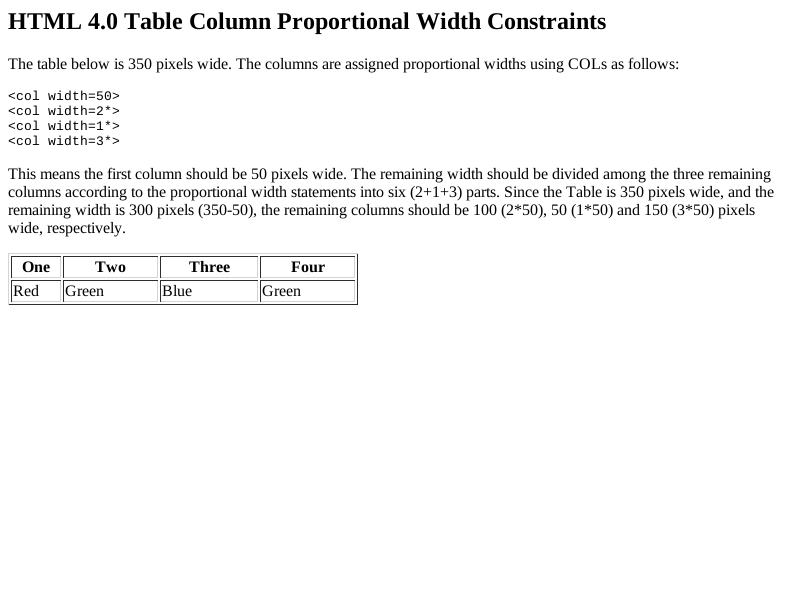 HTML 4.0 Table Column Proportional Width Constraints
The table below is 350 pixels wide. The columns are assigned proportional widths using COLs as follows:
<col width=50>
<col width=2*>
<col width=1*>
<col width=3*>
This means the first column should be 50 pixels wide. The remaining width should be divided among the three remaining
columns according to the proportional width statements into six (2+1+3) parts. Since the Table is 350 pixels wide, and the
remaining width is 300 pixels (350-50), the remaining columns should be 100 (2*50), 50 (1*50) and 150 (3*50) pixels
wide, respectively.
One Two Three Four
Red Green Blue Green